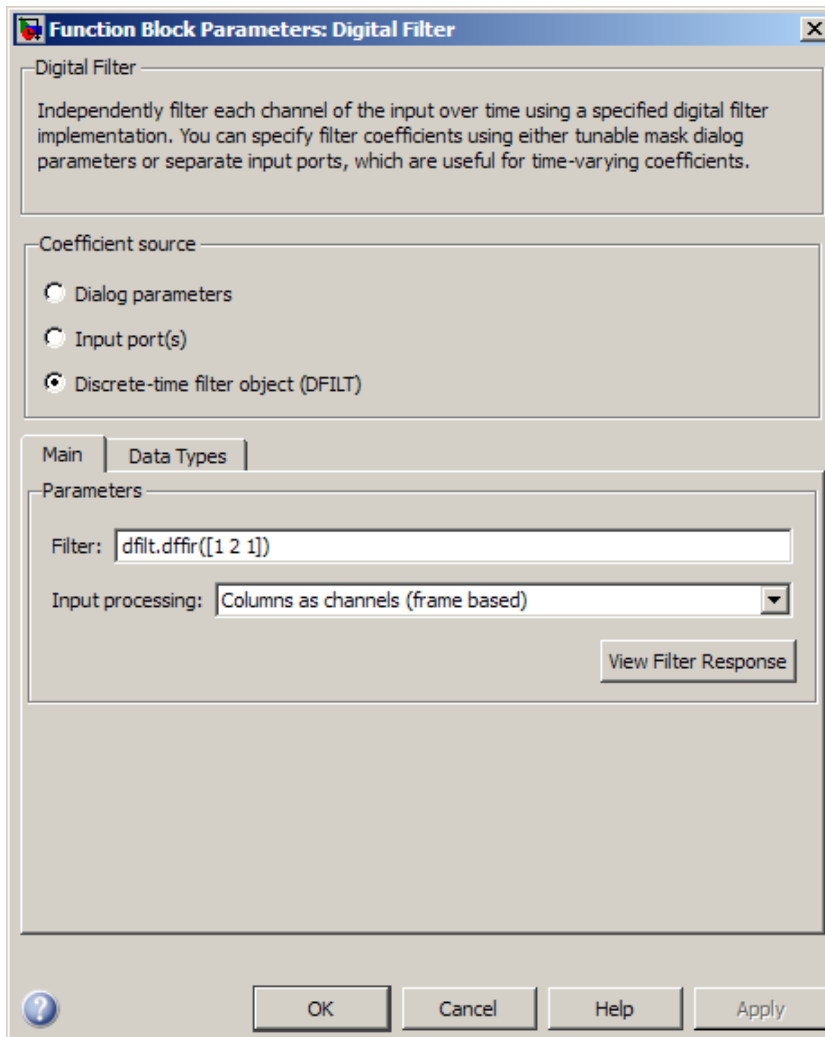 Function Block Parameters: Digital Filter
Digital Filter
Independently filter each channel of the input over time using a specified digital filter
implementation. You can specify filter coefficients using either tunable mask dialog
parameters or separate input ports, which are useful for time-varying coefficients.
Coefficient source
Dialog parameters
Input port(s)
Discrete-time filter object (DFILT)
Main Data Types
Parameters
Filter: dfilt.dffir([1 2 1])
Input processing: Columns as channels (frame based)
View Filter Response
? OK Cancel Help Apply